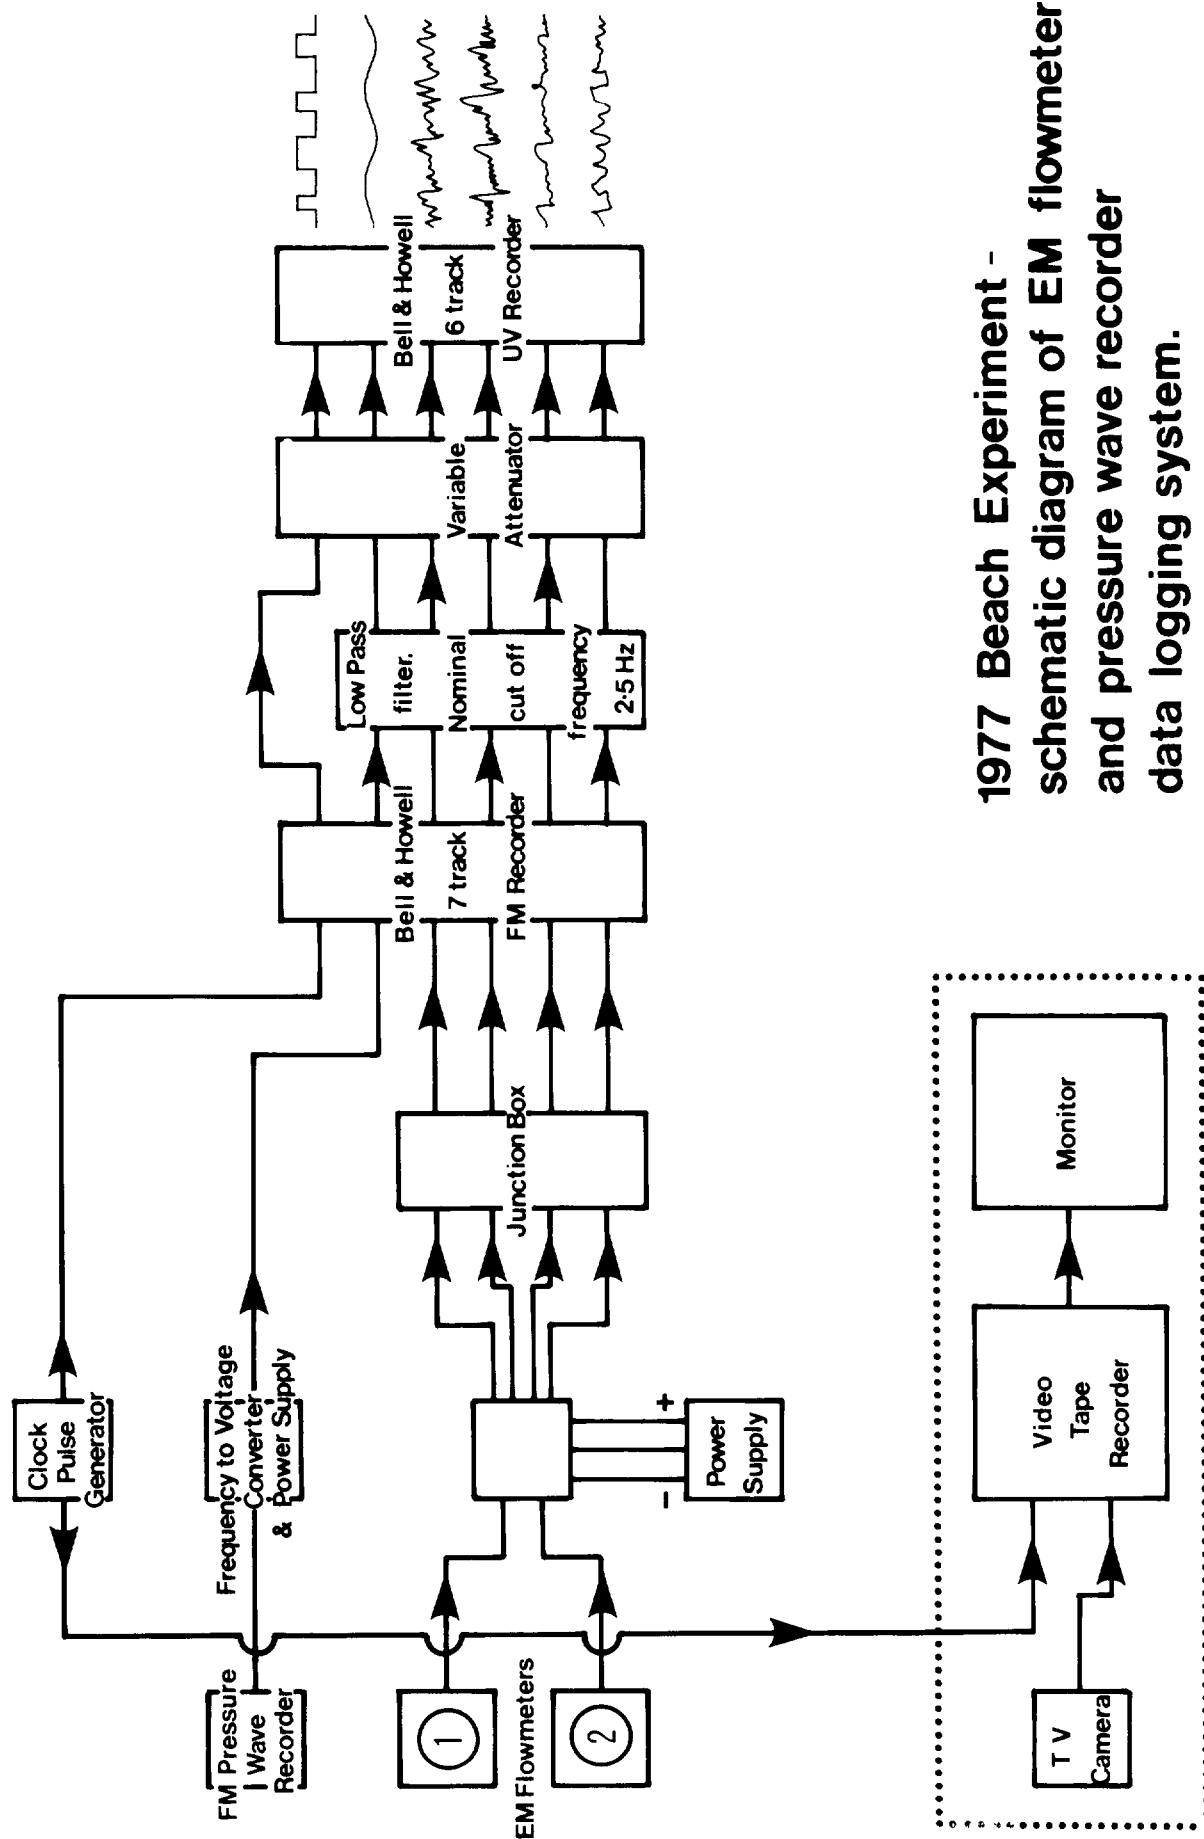 Clock
Pulse
Generator
FM Pressure
Wave
Recorder
Frequency to Voltage
Converter
& Power Supply
EM Flowmeters
1
2
Power
Supply
-
+
Junction Box
Bell & Howell
7 track
FM Recorder
Low Pass
filter.
Nominal
cut off
frequency
2·5 Hz
Variable
Attenuator
Bell & Howell
6 track
UV Recorder
TV
Camera
Video
Tape
Recorder
Monitor
1977 Beach Experiment -
schematic diagram of EM flowmeter
and pressure wave recorder
data logging system.